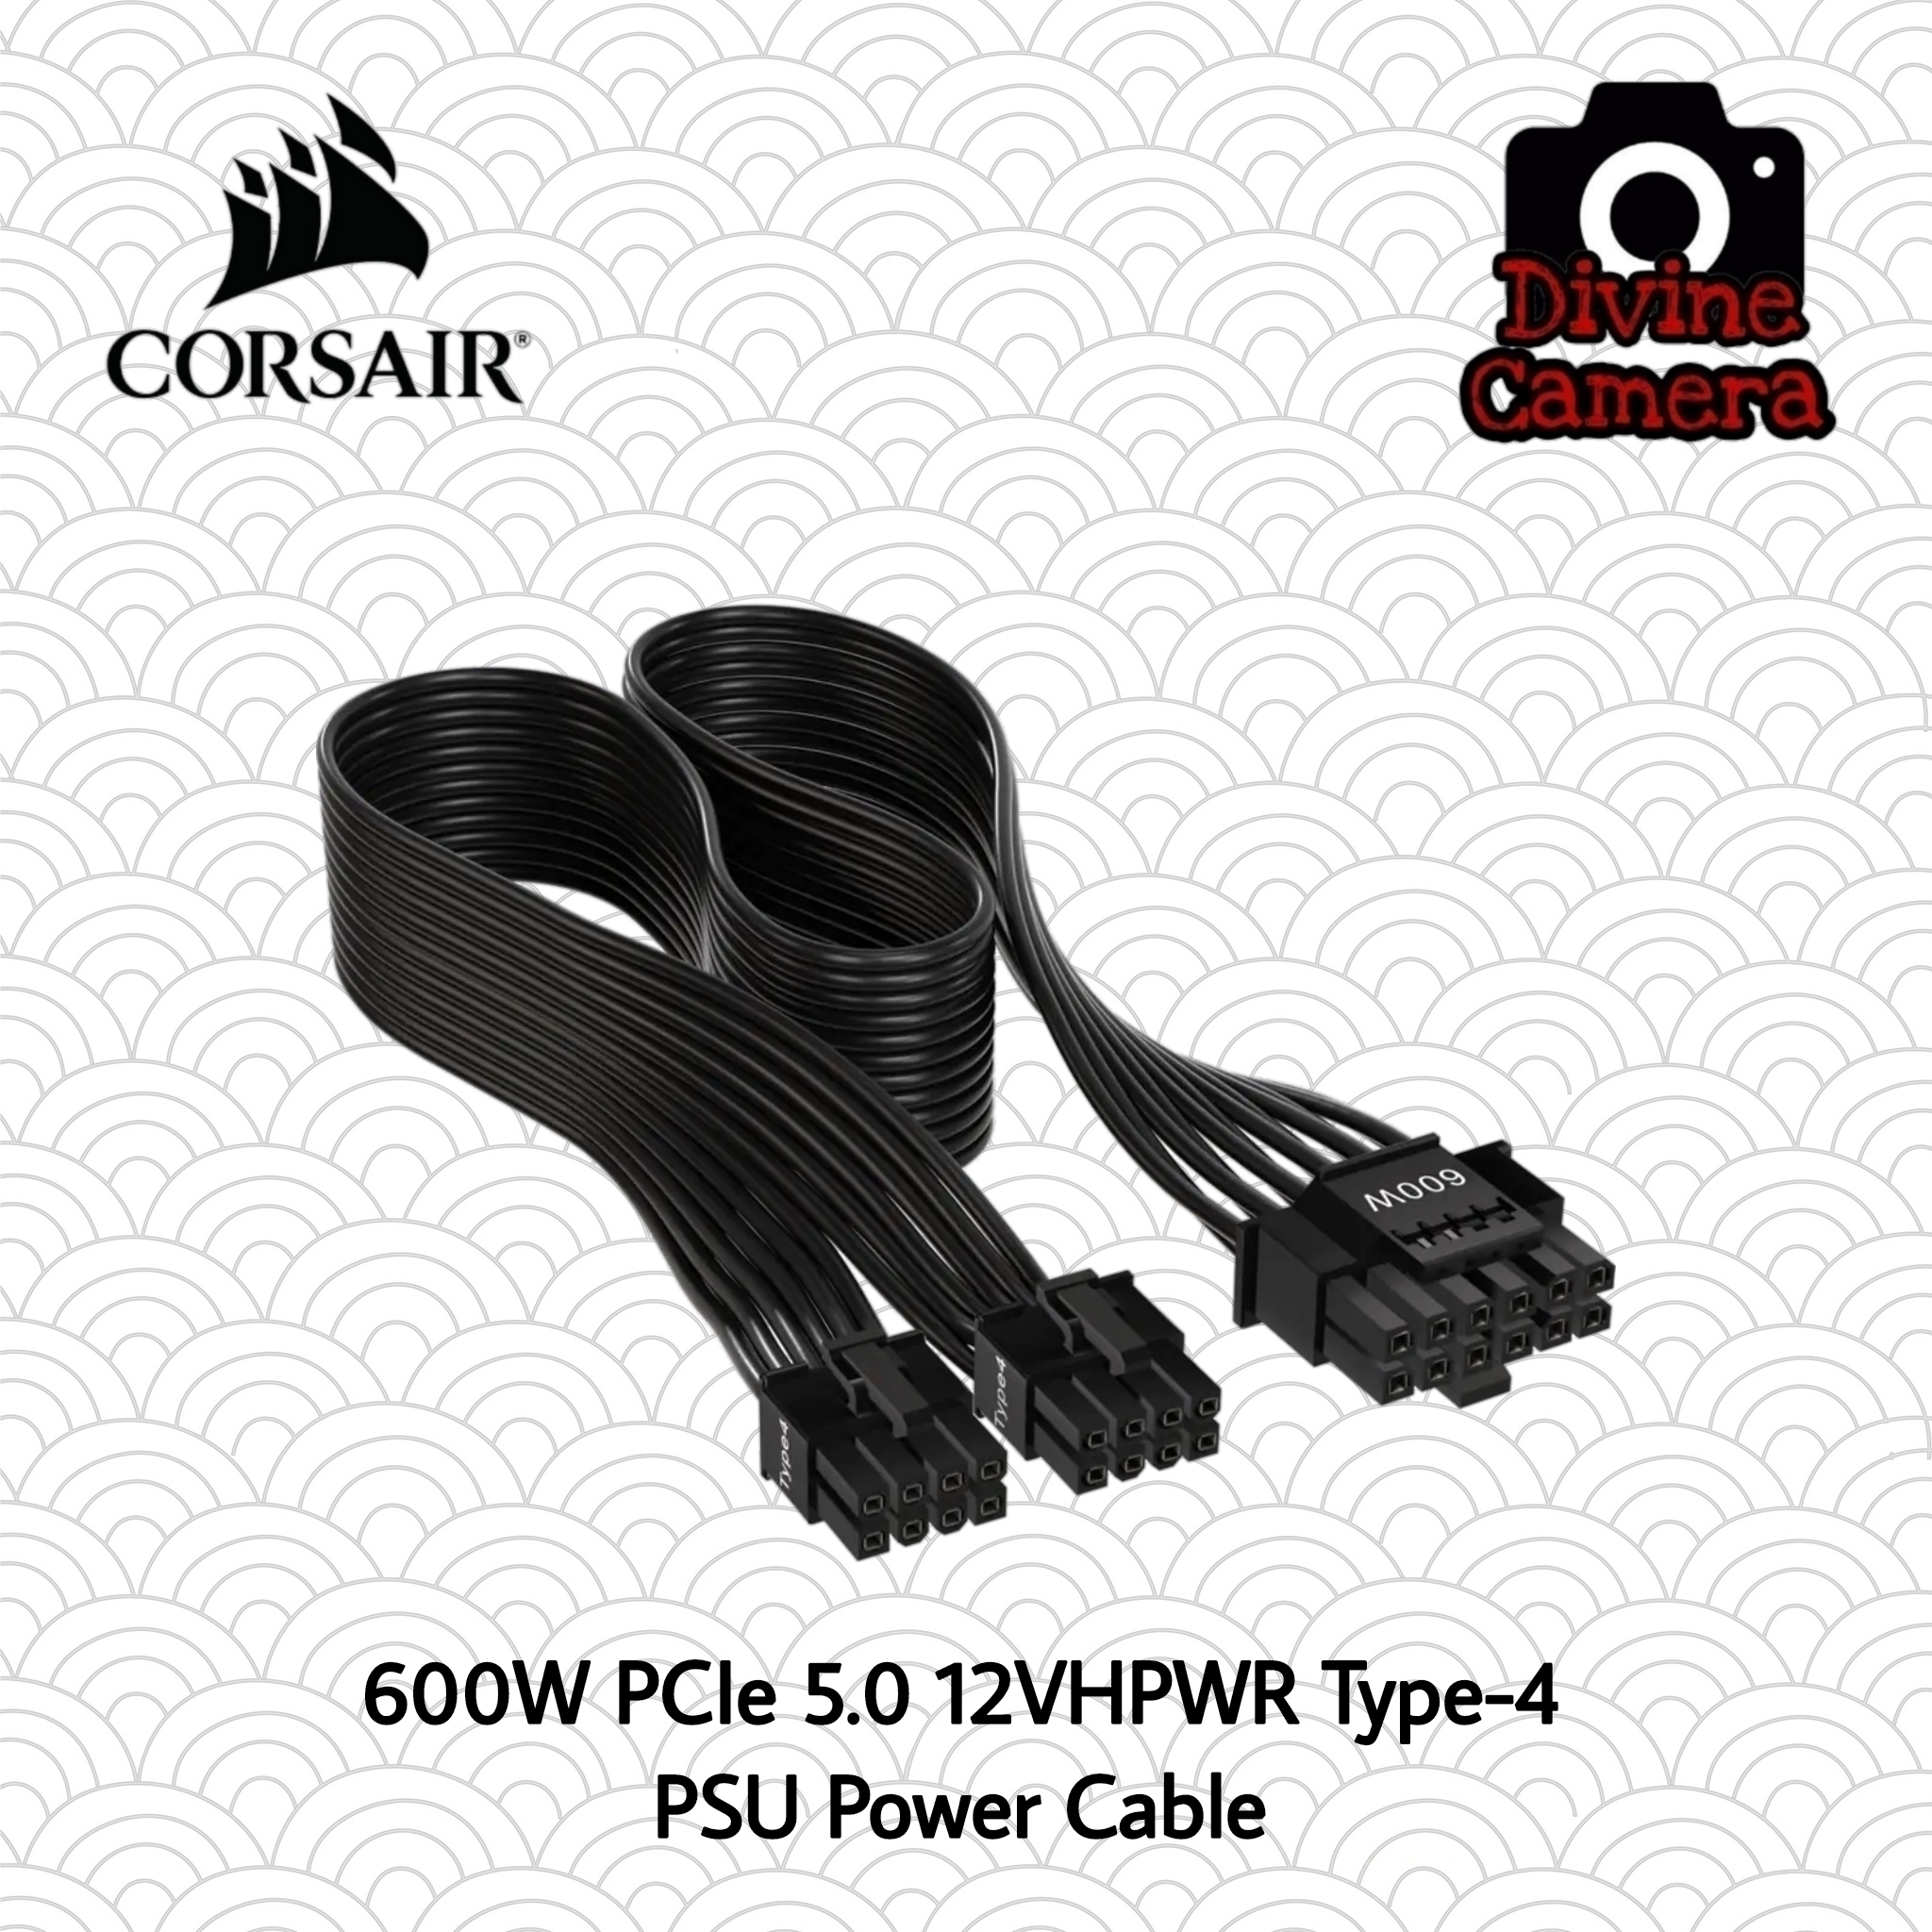 CORSAIR®
Divine
Camera
600W
Type4
Type4
600W PCIe 5.0 12VHPWR Type-4
PSU Power Cable